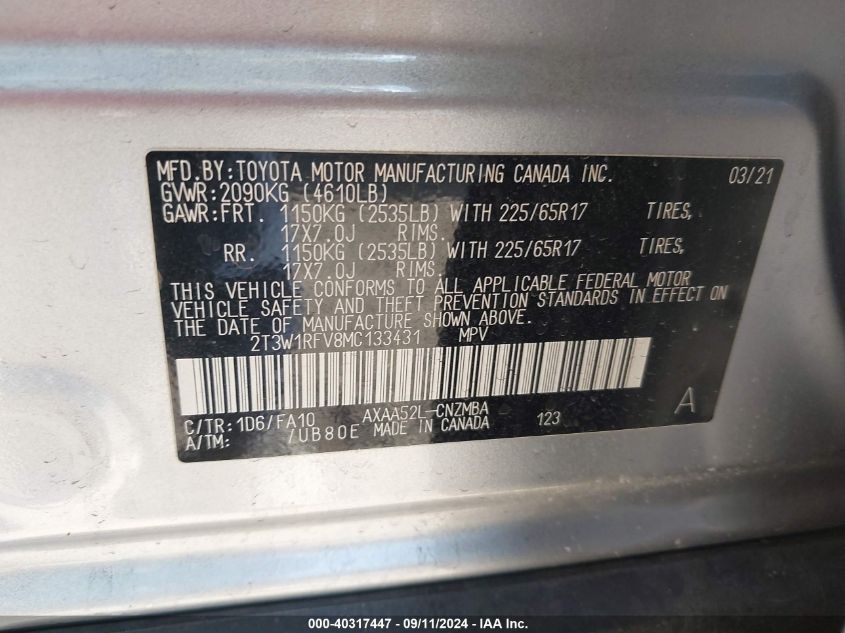 MFD.BY:TOYOTA MOTOR MANUFACTURING CANADA INC. 03/21
GVWR:2090KG (4610LB)
GAWR:FRT. 1150KG (2535LB) WITH 225/65R17 TIRES,
17X7.0J RIMS.
RR. 1150KG (2535LB) WITH 225/65R17 TIRES,
17X7.0J RIMS.
THIS VEHICLE CONFORMS TO ALL APPLICABLE FEDERAL MOTOR
VEHICLE SAFETY AND THEFT PREVENTION STANDARDS IN EFFECT ON
THE DATE OF MANUFACTURE SHOWN ABOVE.
2T3W1RFV8MC133431 MPV
C/TR:1D6/FA10 AXAA52L-CNZMBA 123 A
A/TM: /UB80E MADE IN CANADA
000-40317447 - 09/11/2024 - IAA Inc.